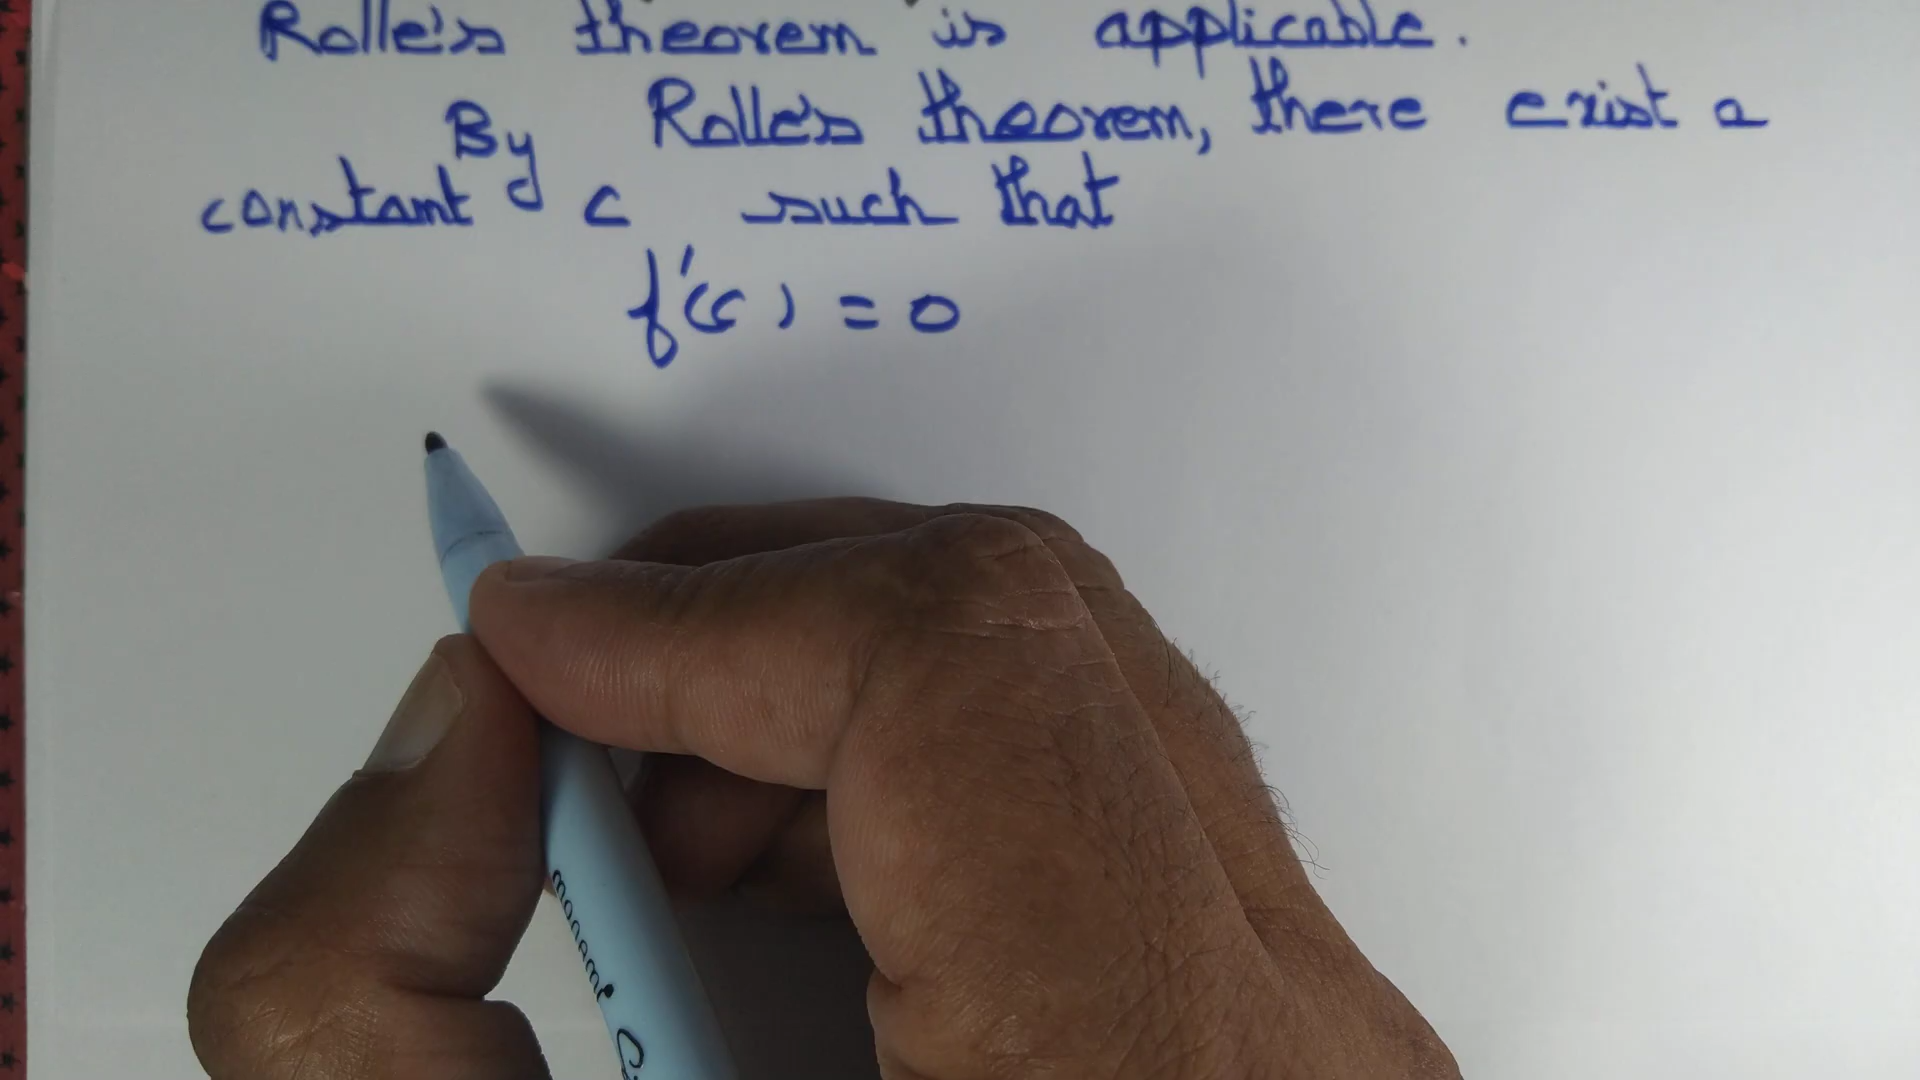 Rolle's theorem is applicable.
By Rolle's theorem, there exist a
constant c such that
f'(c) = 0